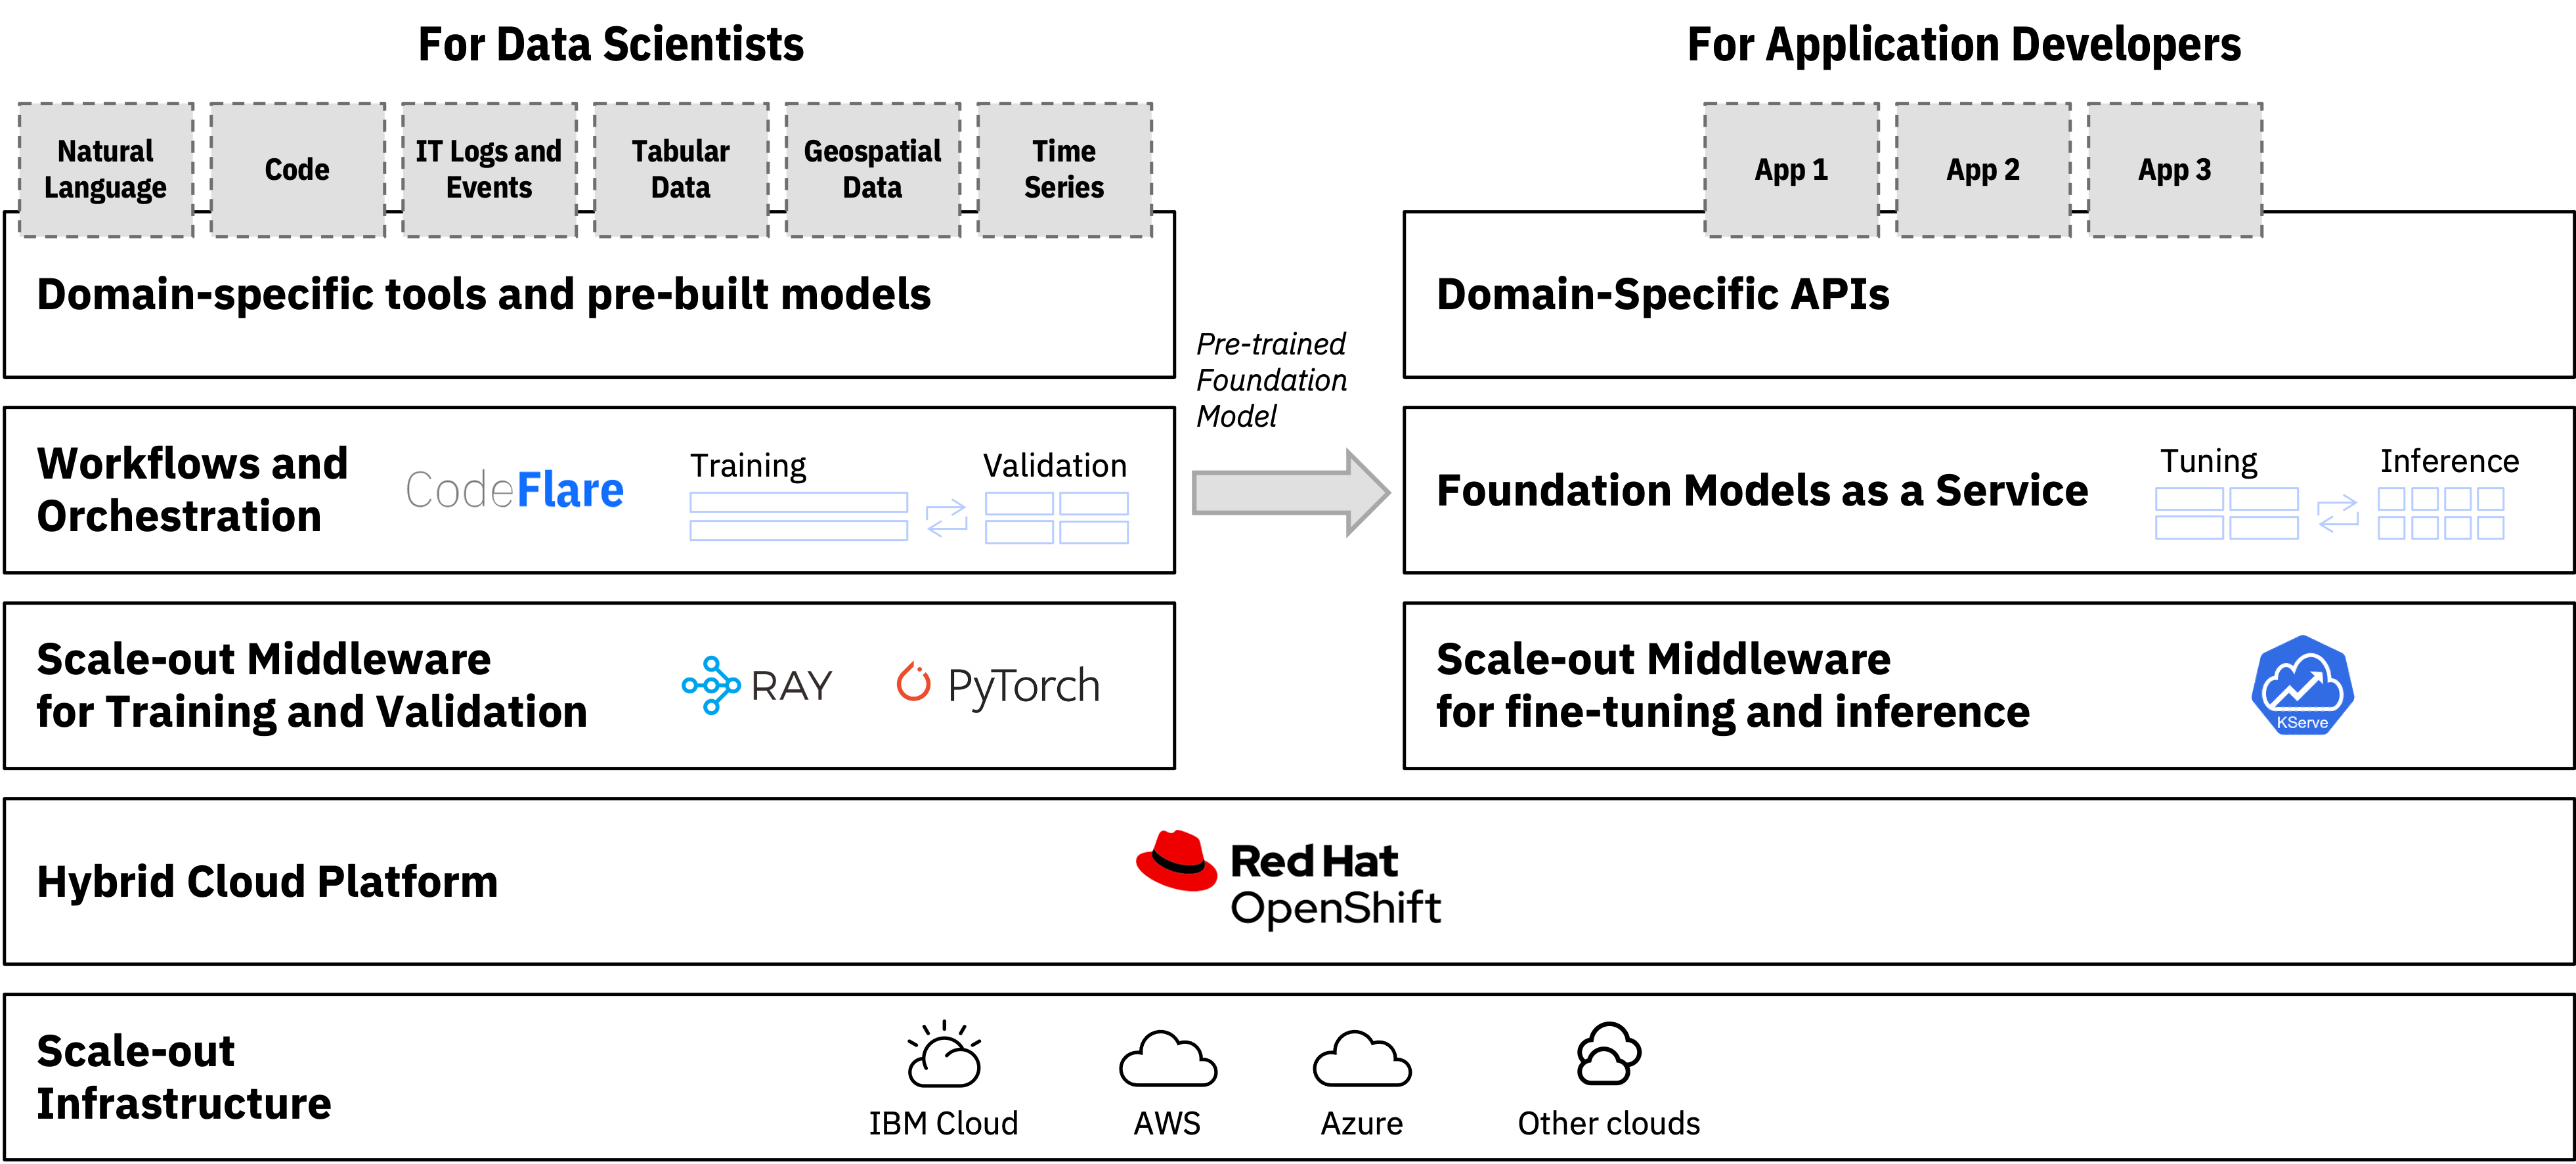 For Data Scientists
For Application Developers
Natural
Language
Code
IT Logs and
Events
Tabular
Data
Geospatial
Data
Time
Series
App 1
App 2
App 3
Domain-specific tools and pre-built models
Domain-Specific APIs
Pre-trained
Foundation
Model
Workflows and
Orchestration
CodeFlare
Training
Validation
Foundation Models as a Service
Tuning
Inference
Scale-out Middleware
for Training and Validation
RAY
PyTorch
Scale-out Middleware
for fine-tuning and inference
KServe
Hybrid Cloud Platform
Red Hat
OpenShift
Scale-out
Infrastructure
IBM Cloud
AWS
Azure
Other clouds